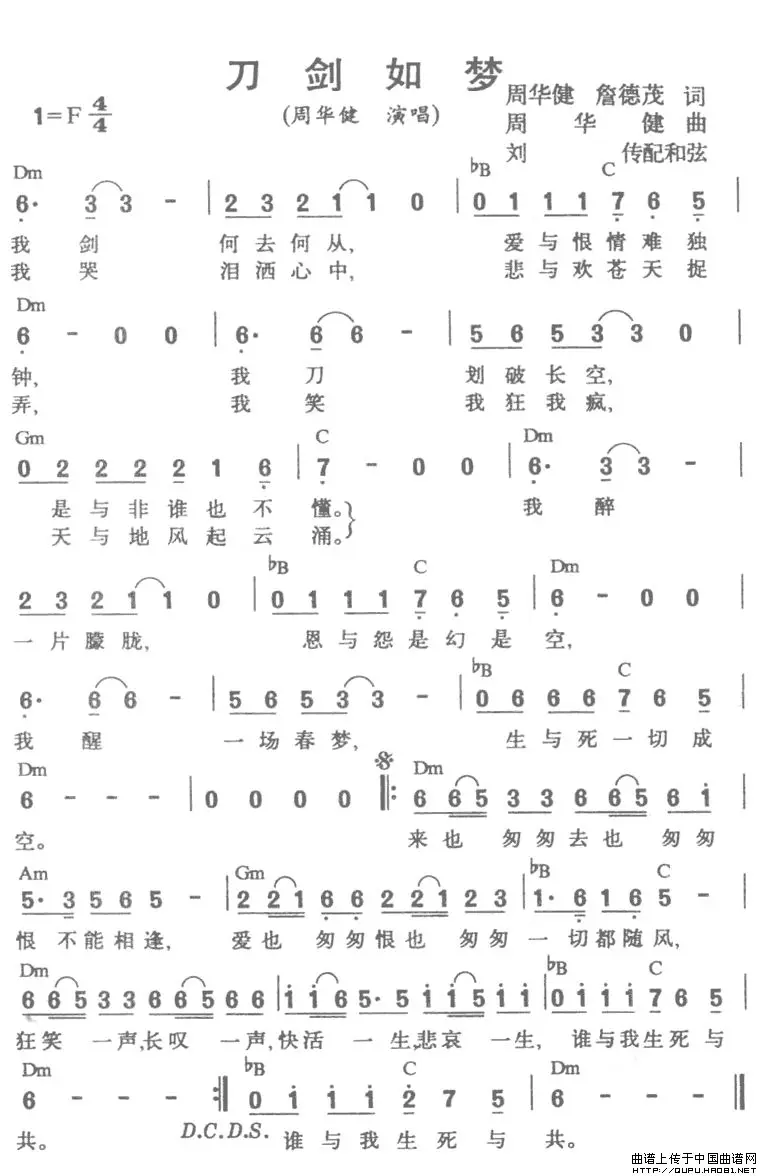 刀 剑 如 梦
1=F 4/4
(周华健 演唱)
周华健 詹德茂 词
周 华 健 曲
刘 传配和弦
Dm ♭B C
6· 3 3 - | 2 3 2 1 1 0 | 0 1 1 1 7 6 5 |
我 剑 何去何从, 爱与恨情难独
我 哭 泪洒心中, 悲与欢苍天捉
Dm
6 - 0 0 | 6· 6 6 - | 5 6 5 3 3 0 |
钟, 我 刀 划破长空,
弄, 我 笑 我狂我疯,
Gm C Dm
0 2 2 2 2 1 6 | 7 - 0 0 | 6· 3 3 - |
是与非谁也不懂。} 我 醉
天与地风起云涌。}
♭B C Dm
2 3 2 1 1 0 | 0 1 1 1 7 6 5 | 6 - 0 0 |
一片朦胧, 恩与怨是幻是空,
♭B C
6· 6 6 - | 5 6 5 3 3 - | 0 6 6 6 7 6 5 |
我 醒 一场春梦, 生与死一切成
Dm 𝄋 Dm
6 - - - | 0 0 0 0 ‖: 6 6 5 3 3 6 6 5 6 1 |
空。 来也 匆匆去也 匆匆
Am Gm ♭B C
5· 3 5 6 5 - | 2 2 1 6 6 2 2 1 2 3 | 1· 6 1 6 5 - |
恨 不能相逢, 爱也 匆匆恨也 匆匆 一切都随风,
Dm ♭B C
6 6 5 3 3 6 6 5 6 6 | 1 1 6 5· 5 1 1 5 1 1 | 0 1 1 1 7 6 5 |
狂笑 一声,长叹 一声,快活 一生,悲哀 一生, 谁与我生死与
Dm ♭B C Dm
6 - - - :‖ 0 1 1 1 2 7 5 | 6 - - - ‖
共。 D.C.D.S. 谁与我生死与 共。
曲谱上传于中国曲谱网
HTTP://QUPU.HAO81.NET